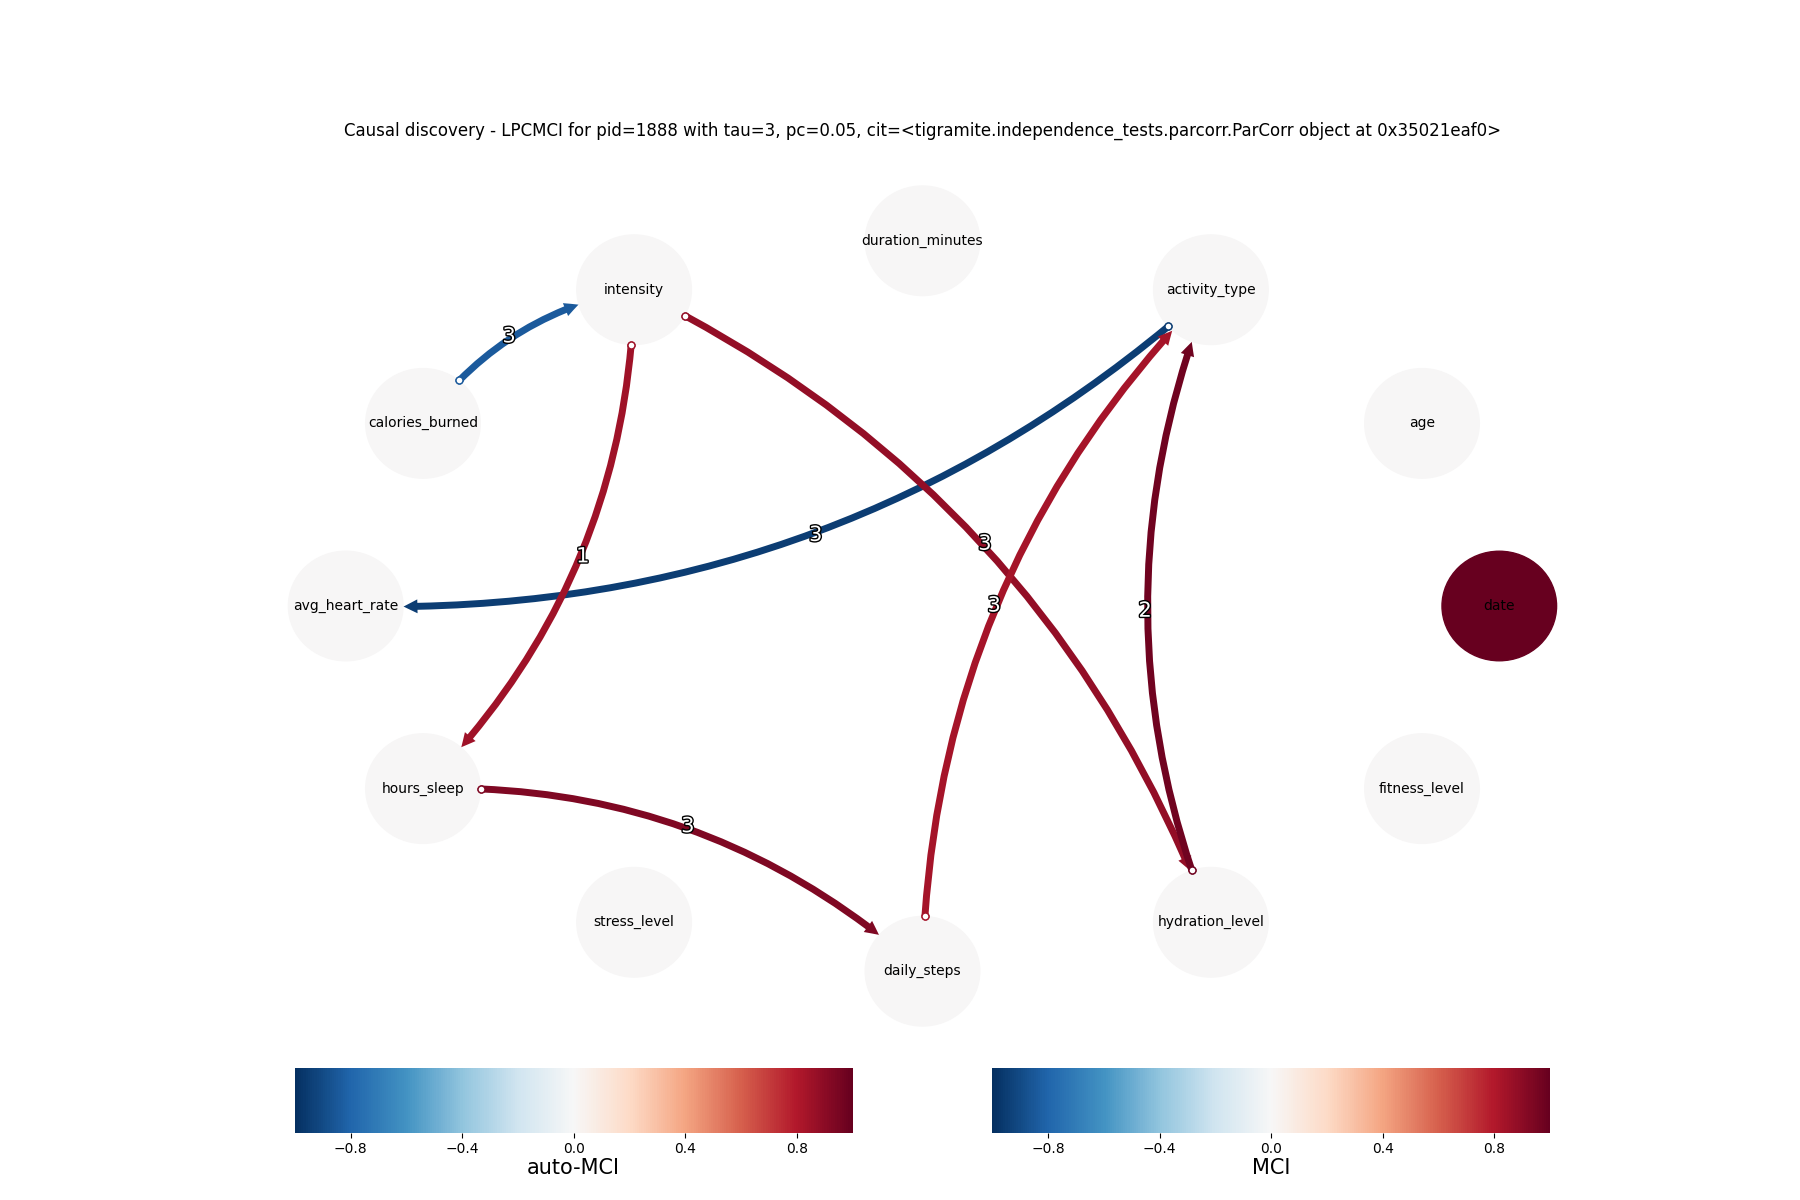 Causal discovery - LPCMCI for pid=1888 with tau=3, pc=0.05, cit=<tigramite.independence_tests.parcorr.ParCorr object at 0x35021eaf0>
duration_minutes
intensity
activity_type
3
calories_burned
age
3
3
1
avg_heart_rate
3
2
date
hours_sleep
fitness_level
3
stress_level
hydration_level
daily_steps
−0.8 −0.4 0.0 0.4 0.8
auto-MCI
−0.8 −0.4 0.0 0.4 0.8
MCI